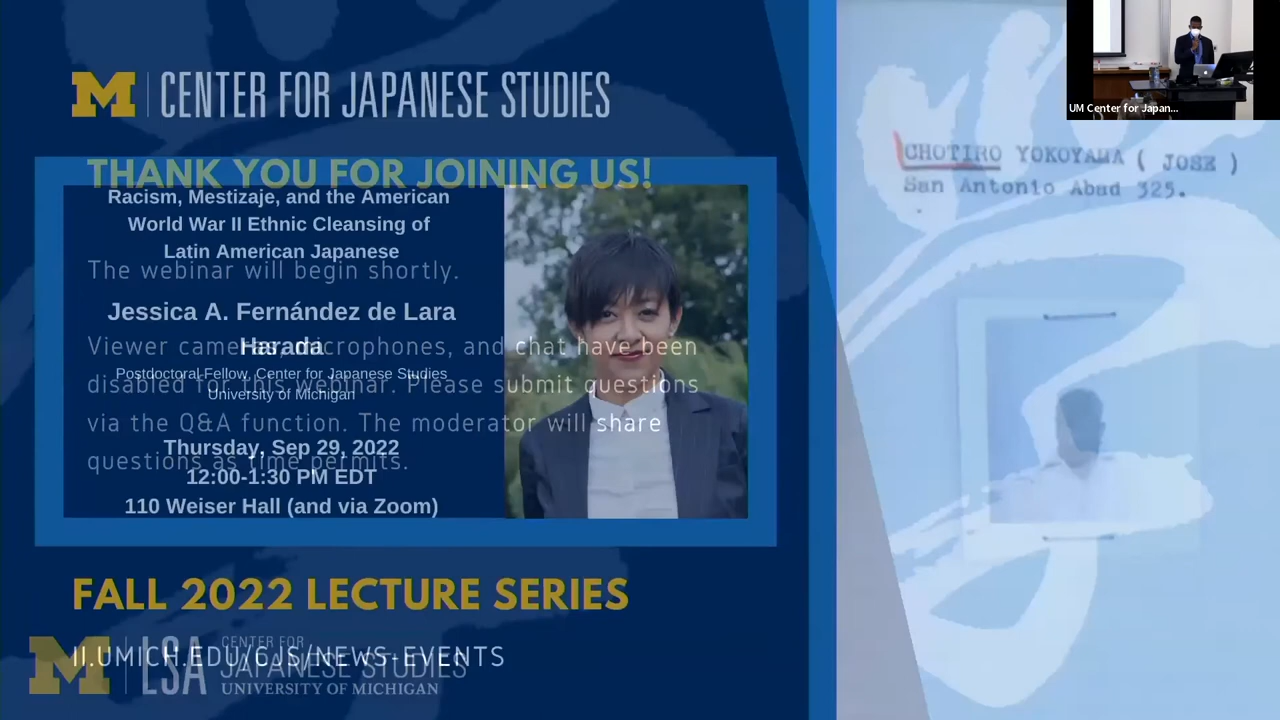 M | CENTER FOR JAPANESE STUDIES
THANK YOU FOR JOINING US!
Racism, Mestizaje, and the American
World War II Ethnic Cleansing of
Latin American Japanese
The webinar will begin shortly.
Jessica A. Fernández de Lara
Harada
Viewer cameras, microphones, and chat have been
Postdoctoral Fellow, Center for Japanese Studies
disabled for this webinar. Please submit questions
University of Michigan
via the Q&A function. The moderator will share
Thursday, Sep 29, 2022
questions as time permits.
12:00-1:30 PM EDT
110 Weiser Hall (and via Zoom)
FALL 2022 LECTURE SERIES
II.UMICH.EDU/CJS/NEWS-EVENTS
M | LSA CENTER FOR
JAPANESE STUDIES
UNIVERSITY OF MICHIGAN
CHOTIRO YOKOYAMA ( JOSE )
San Antonio Abad 325.
UM Center for Japan...